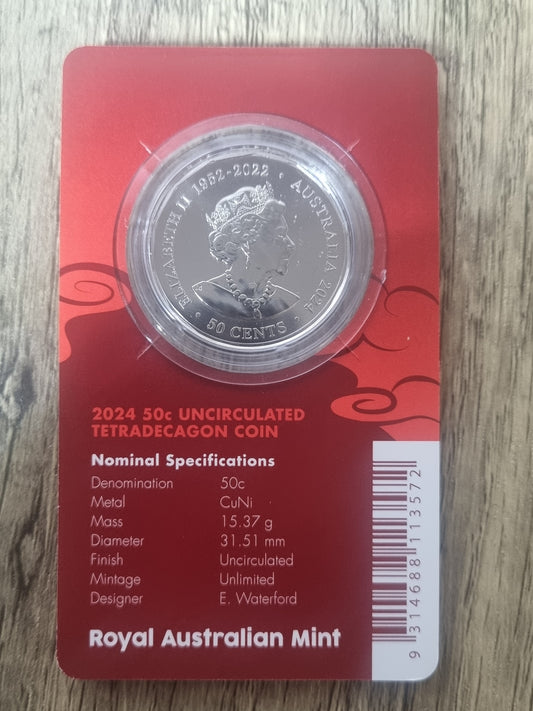 ELIZABETH II 1952-2022 • AUSTRALIA 2024 •
50 CENTS
2024 50c UNCIRCULATED
TETRADECAGON COIN
Nominal Specifications
Denomination 50c
Metal CuNi
Mass 15.37 g
Diameter 31.51 mm
Finish Uncirculated
Mintage Unlimited
Designer E. Waterford
Royal Australian Mint
9 314688 113572